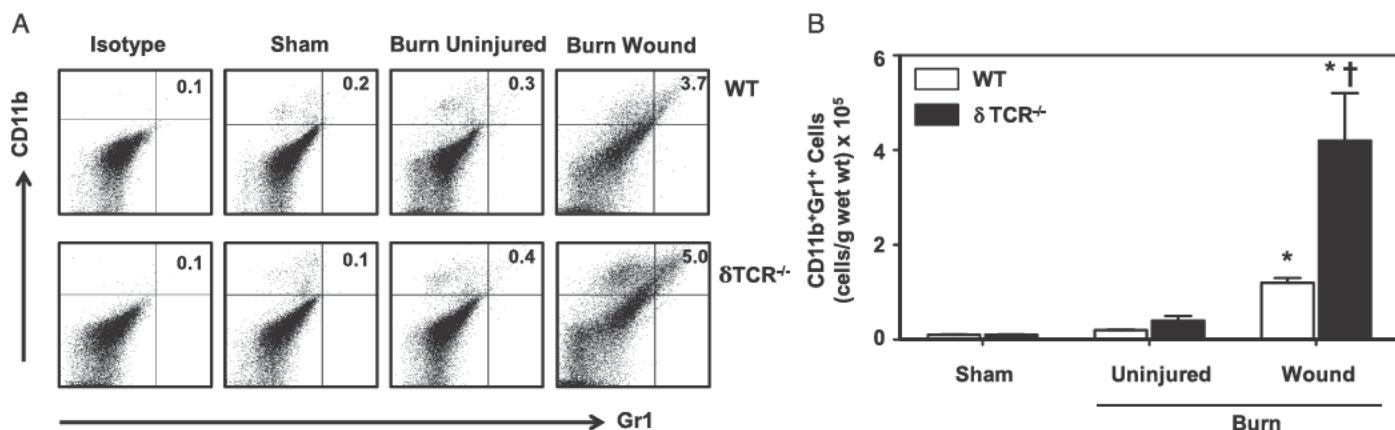 A
Isotype
Sham
Burn Uninjured
Burn Wound
CD11b
0.1
0.2
0.3
3.7
WT
0.1
0.1
0.4
5.0
δTCR-/-
Gr1
B
CD11b+Gr1+ Cells
(cells/g wet wt) x 10⁵
6
4
2
0
WT
δ TCR-/-
*
* †
Sham
Uninjured
Wound
Burn